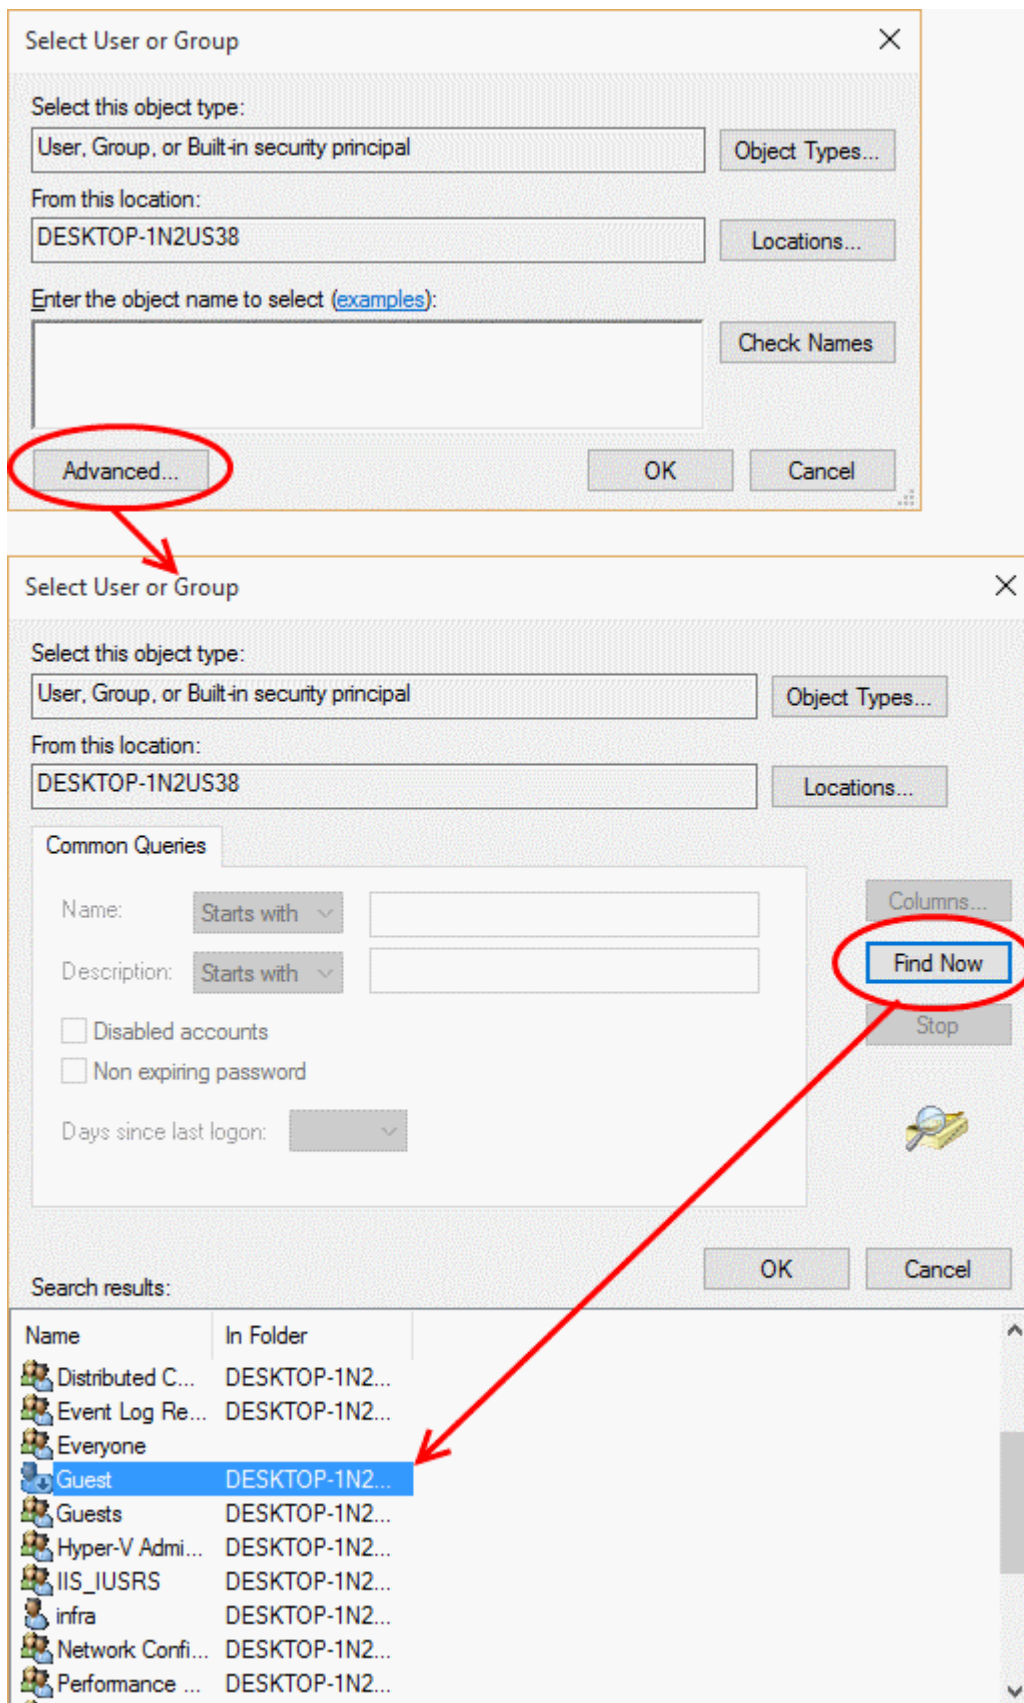 Select User or Group
Select this object type:
User, Group, or Built-in security principal
Object Types...
From this location:
DESKTOP-1N2US38
Locations...
Enter the object name to select (examples):
Check Names
Advanced...
OK
Cancel
Select User or Group
Select this object type:
User, Group, or Built-in security principal
Object Types...
From this location:
DESKTOP-1N2US38
Locations...
Common Queries
Name:
Starts with
Columns...
Find Now
Description:
Starts with
Stop
Disabled accounts
Non expiring password
Days since last logon:
OK
Cancel
Search results:
Name In Folder
Distributed C... DESKTOP-1N2...
Event Log Re... DESKTOP-1N2...
Everyone
Guest DESKTOP-1N2...
Guests DESKTOP-1N2...
Hyper-V Admi... DESKTOP-1N2...
IIS_IUSRS DESKTOP-1N2...
infra DESKTOP-1N2...
Network Confi... DESKTOP-1N2...
Performance ... DESKTOP-1N2...